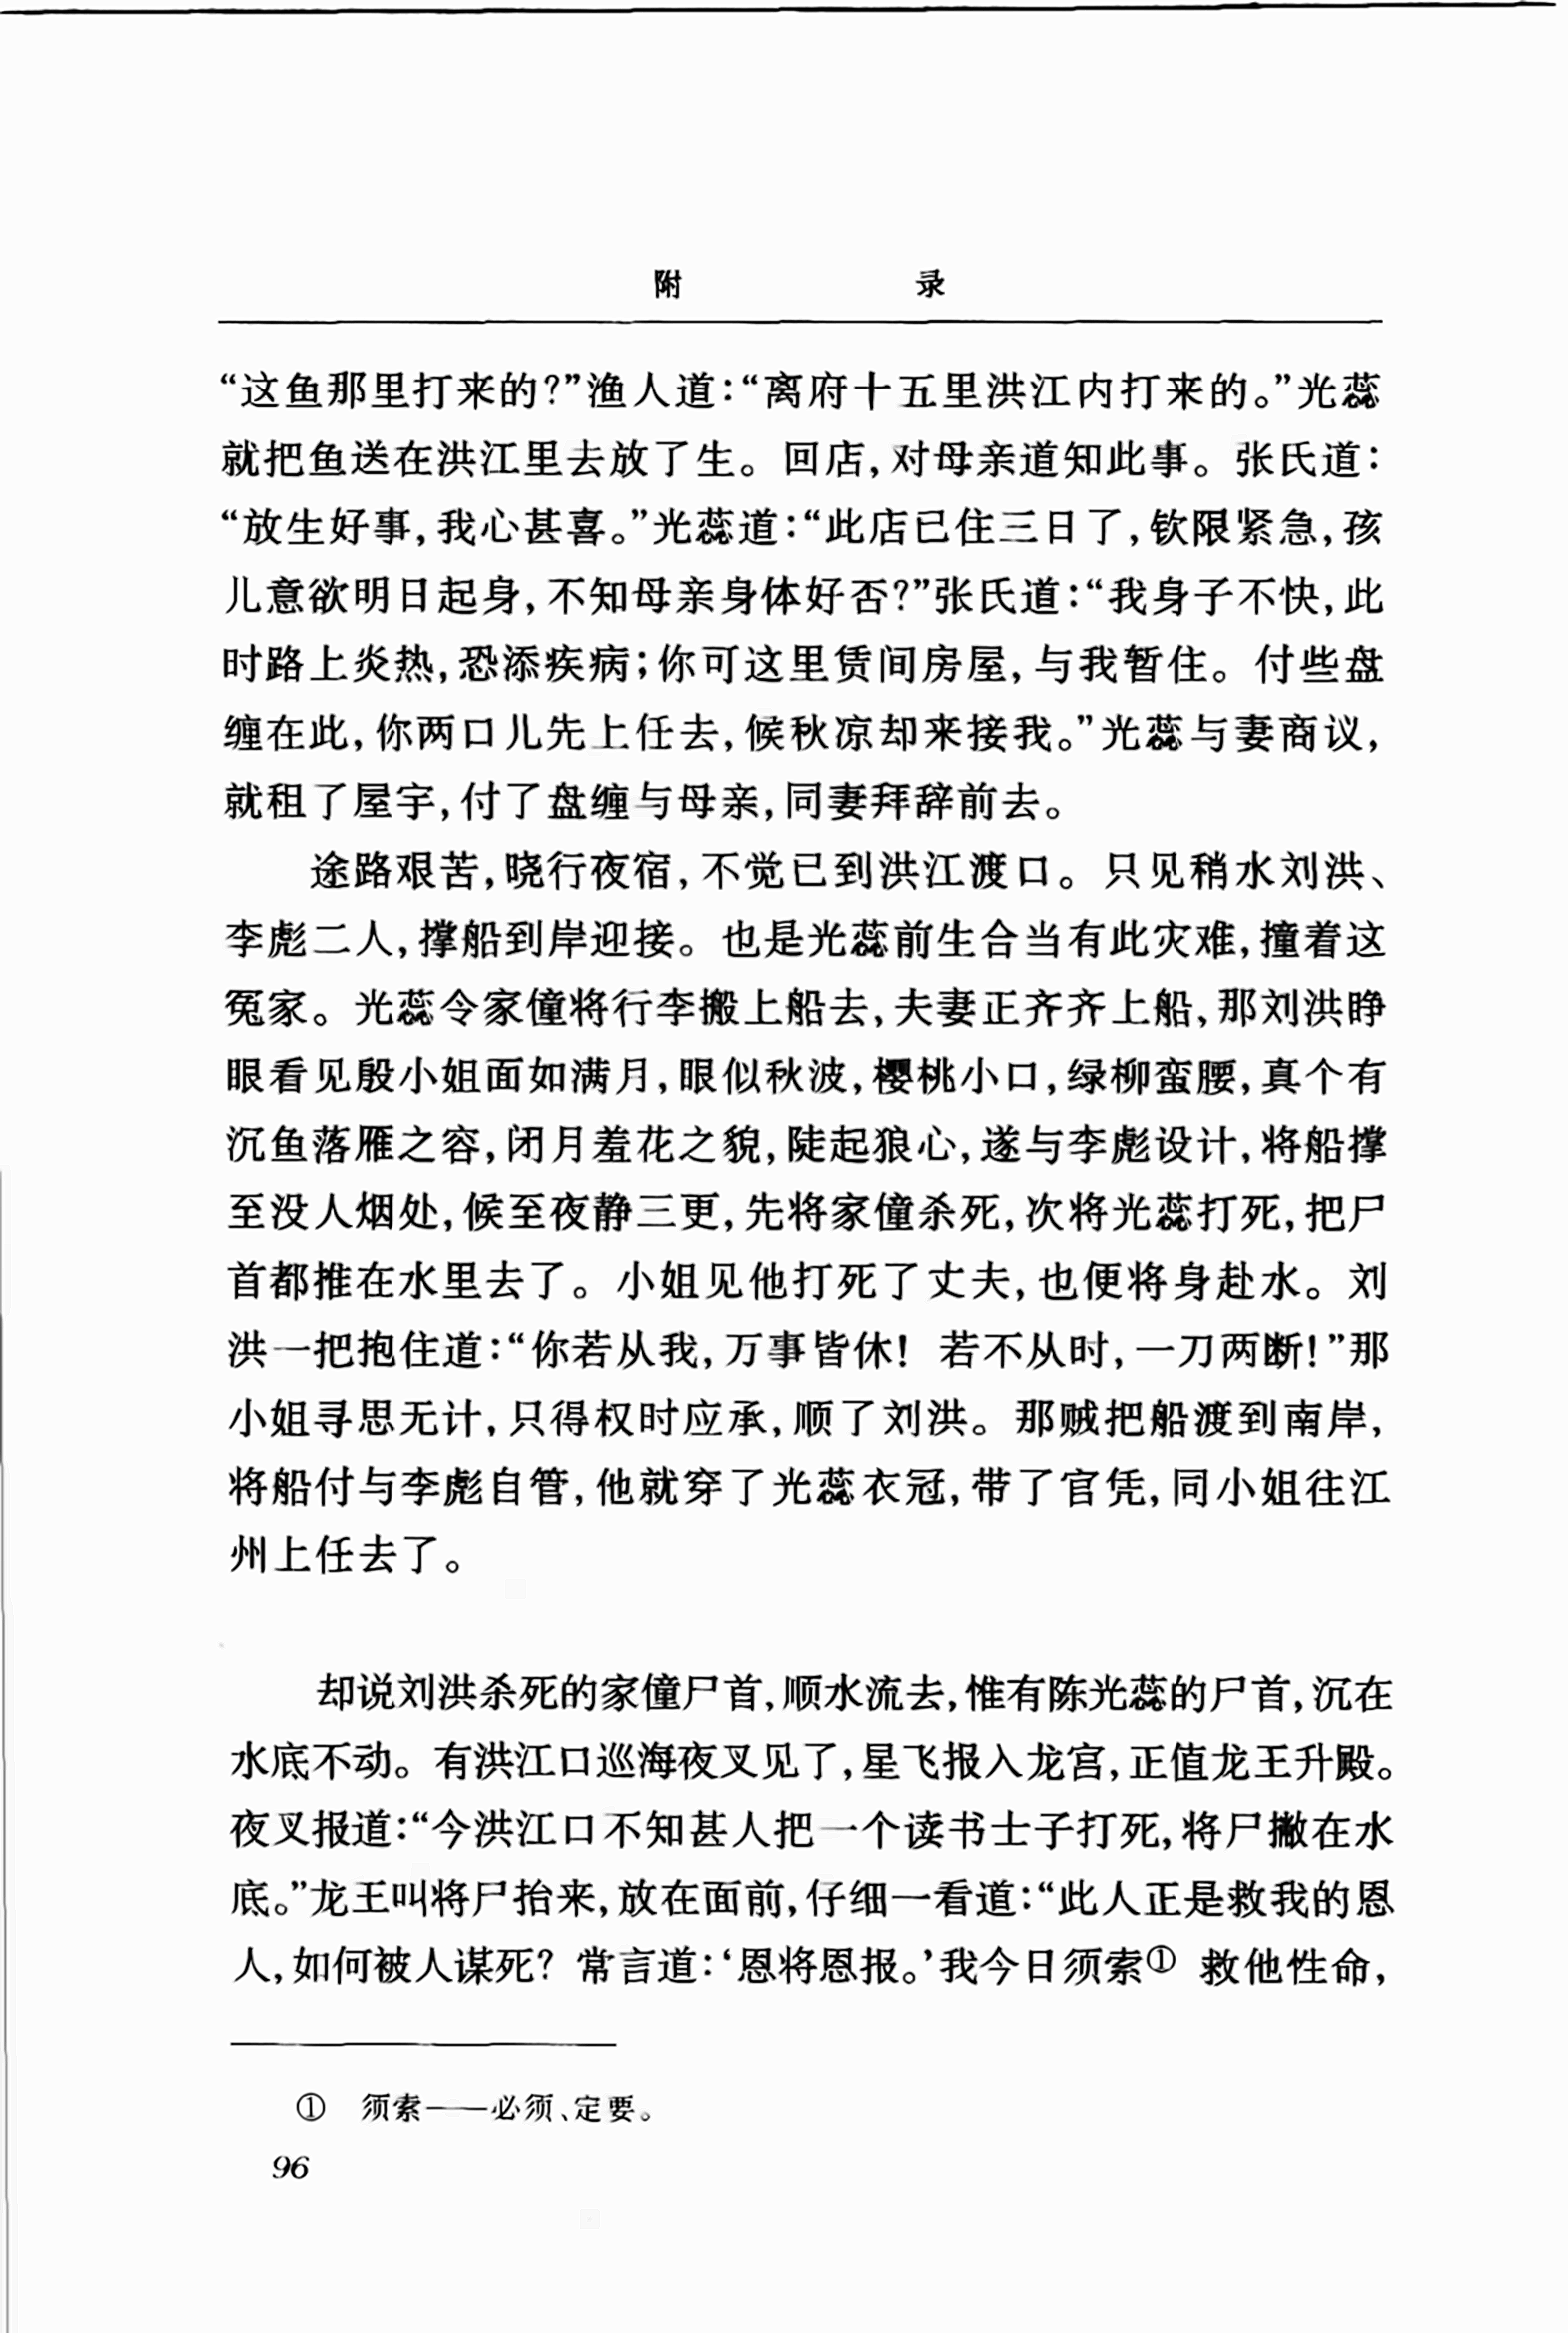 附 录
“这鱼那里打来的?”渔人道:“离府十五里洪江内打来的。”光蕊
就把鱼送在洪江里去放了生。回店,对母亲道知此事。张氏道:
“放生好事,我心甚喜。”光蕊道:“此店已住三日了,钦限紧急,孩
儿意欲明日起身,不知母亲身体好否?”张氏道:“我身子不快,此
时路上炎热,恐添疾病;你可这里赁间房屋,与我暂住。付些盘
缠在此,你两口儿先上任去,候秋凉却来接我。”光蕊与妻商议,
就租了屋宇,付了盘缠与母亲,同妻拜辞前去。
途路艰苦,晓行夜宿,不觉已到洪江渡口。只见稍水刘洪、
李彪二人,撑船到岸迎接。也是光蕊前生合当有此灾难,撞着这
冤家。光蕊令家僮将行李搬上船去,夫妻正齐齐上船,那刘洪睁
眼看见殷小姐面如满月,眼似秋波,樱桃小口,绿柳蛮腰,真个有
沉鱼落雁之容,闭月羞花之貌,陡起狼心,遂与李彪设计,将船撑
至没人烟处,候至夜静三更,先将家僮杀死,次将光蕊打死,把尸
首都推在水里去了。小姐见他打死了丈夫,也便将身赴水。刘
洪一把抱住道:“你若从我,万事皆休!若不从时,一刀两断!”那
小姐寻思无计,只得权时应承,顺了刘洪。那贼把船渡到南岸,
将船付与李彪自管,他就穿了光蕊衣冠,带了官凭,同小姐往江
州上任去了。
却说刘洪杀死的家僮尸首,顺水流去,惟有陈光蕊的尸首,沉在
水底不动。有洪江口巡海夜叉见了,星飞报入龙宫,正值龙王升殿。
夜叉报道:“今洪江口不知甚人把一个读书士子打死,将尸撇在水
底。”龙王叫将尸抬来,放在面前,仔细一看道:“此人正是救我的恩
人,如何被人谋死?常言道:‘恩将恩报。’我今日须索① 救他性命,
① 须索——必须、定要。
96